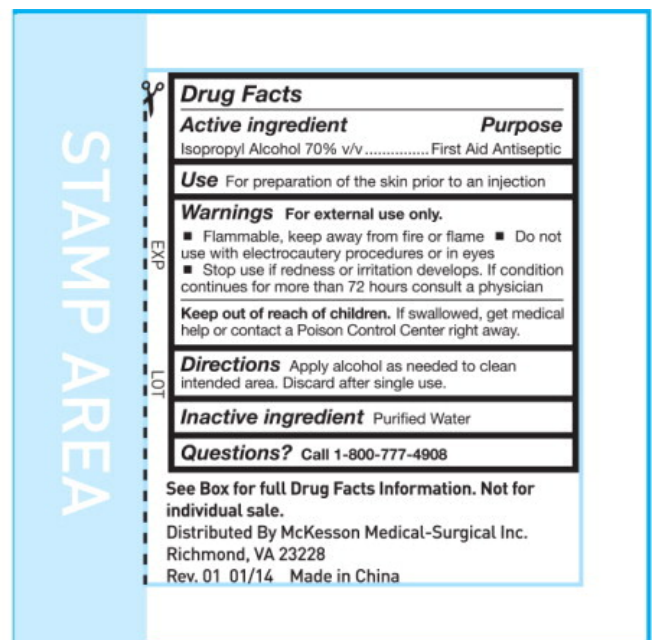 STAMP AREA
EXP
LOT
Drug Facts
Active ingredient Purpose
Isopropyl Alcohol 70% v/v...............First Aid Antiseptic
Use For preparation of the skin prior to an injection
Warnings For external use only.
■ Flammable, keep away from fire or flame ■ Do not
use with electrocautery procedures or in eyes
■ Stop use if redness or irritation develops. If condition
continues for more than 72 hours consult a physician
Keep out of reach of children. If swallowed, get medical
help or contact a Poison Control Center right away.
Directions Apply alcohol as needed to clean
intended area. Discard after single use.
Inactive ingredient Purified Water
Questions? Call 1-800-777-4908
See Box for full Drug Facts Information. Not for
individual sale.
Distributed By McKesson Medical-Surgical Inc.
Richmond, VA 23228
Rev. 01 01/14 Made in China